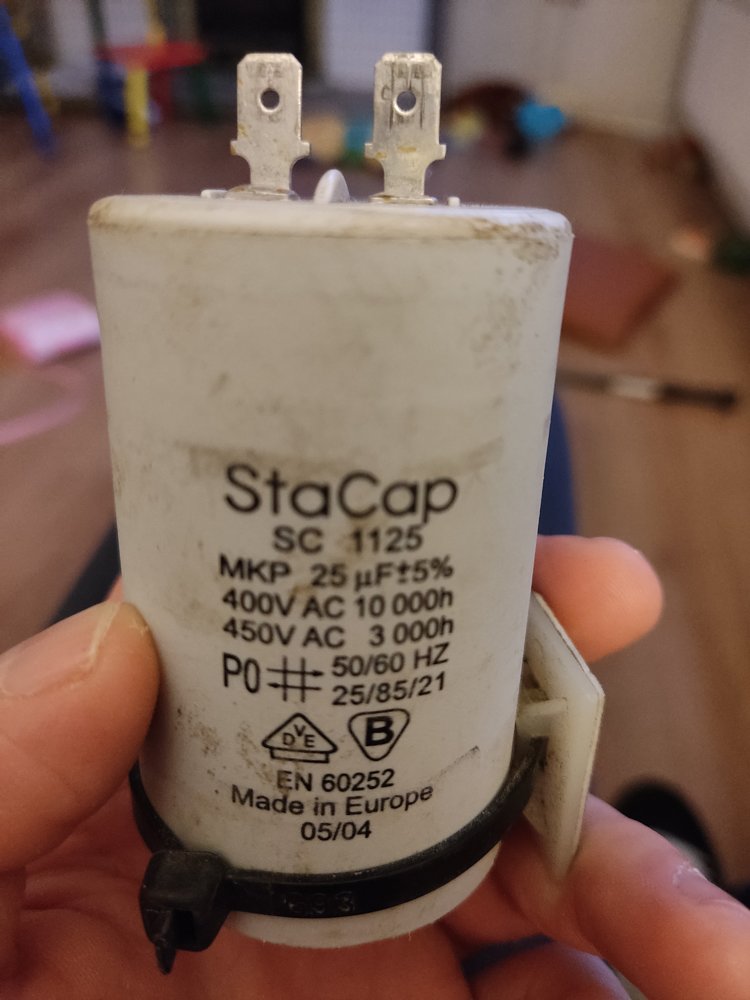 StaCap
SC 1125
MKP 25 µF±5%
400V AC 10 000h
450V AC 3 000h
P0 50/60 HZ
25/85/21
DVE B
EN 60252
Made in Europe
05/04